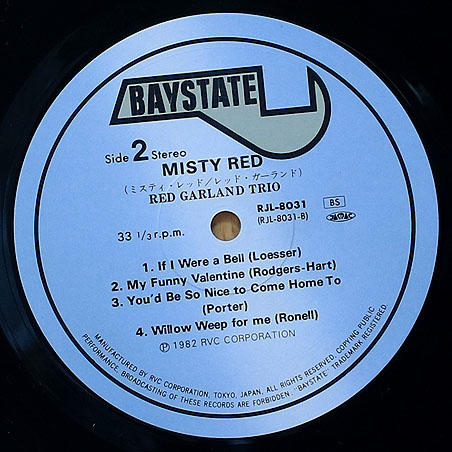 BAYSTATE
Side 2 Stereo
MISTY RED
(ミスティ・レッド/レッド・ガーランド)
RED GARLAND TRIO
33 1/3 r.p.m.
RJL-8031
(RJL-8031-B)
BS
1. If I Were a Bell (Loesser)
2. My Funny Valentine (Rodgers-Hart)
3. You'd Be So Nice to Come Home To
(Porter)
4. Willow Weep for me (Ronell)
Ⓟ 1982 RVC CORPORATION
MANUFACTURED BY RVC CORPORATION, TOKYO, JAPAN, ALL RIGHTS RESERVED, COPYING PUBLIC
PERFORMANCE, BROADCASTING OF THESE RECORDS ARE FORBIDDEN. "BAYSTATE" TRADEMARK REGISTERED.